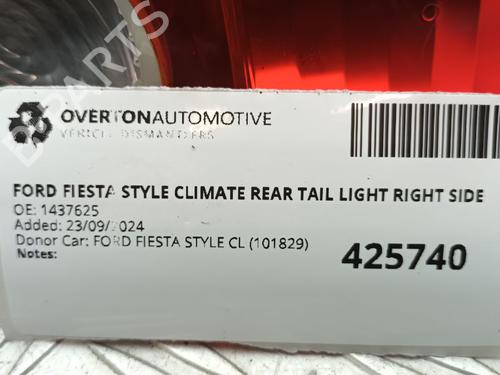 OVERTONAUTOMOTIVE
VEHICLE DISMANTLERS
FORD FIESTA STYLE CLIMATE REAR TAIL LIGHT RIGHT SIDE
OE: 1437625
Added: 23/09/2024
Donor Car: FORD FIESTA STYLE CL (101829)
Notes:
425740